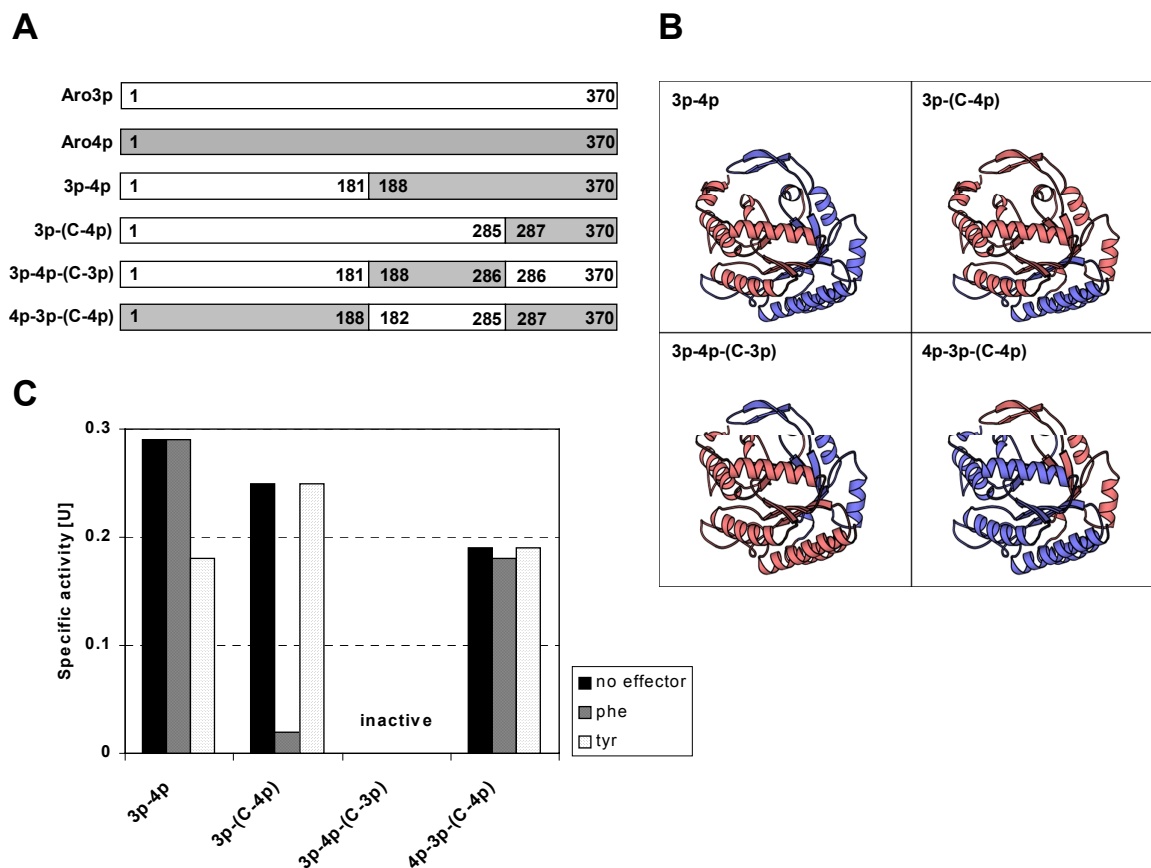 A
Aro3p 1 370
Aro4p 1 370
3p-4p 1 181 188 370
3p-(C-4p) 1 285 287 370
3p-4p-(C-3p) 1 181 188 286 286 370
4p-3p-(C-4p) 1 188 182 285 287 370
B
3p-4p
3p-(C-4p)
3p-4p-(C-3p)
4p-3p-(C-4p)
C
Specific activity [U]
0.3
0.2
0.1
0
inactive
3p-4p
3p-(C-4p)
3p-4p-(C-3p)
4p-3p-(C-4p)
no effector
phe
tyr